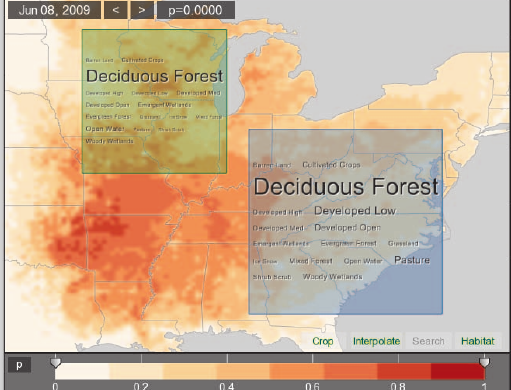 Jun 08, 2009 < > p=0.0000
Barren Land Cultivated Crops
Deciduous Forest
Developed High Developed Low Developed Med
Developed Open Emergent Wetlands
Evergreen Forest Mixed Forest
Open Water Pasture Shrub Scrub
Woody Wetlands
Barren Land Cultivated Crops
Deciduous Forest
Developed High Developed Low
Developed Med Developed Open
Emergent Wetlands Evergreen Forest Grassland
Ice Snow Mixed Forest Open Water Pasture
Shrub Scrub Woody Wetlands
Crop Interpolate Search Habitat
p
0 0.2 0.4 0.6 0.8 1